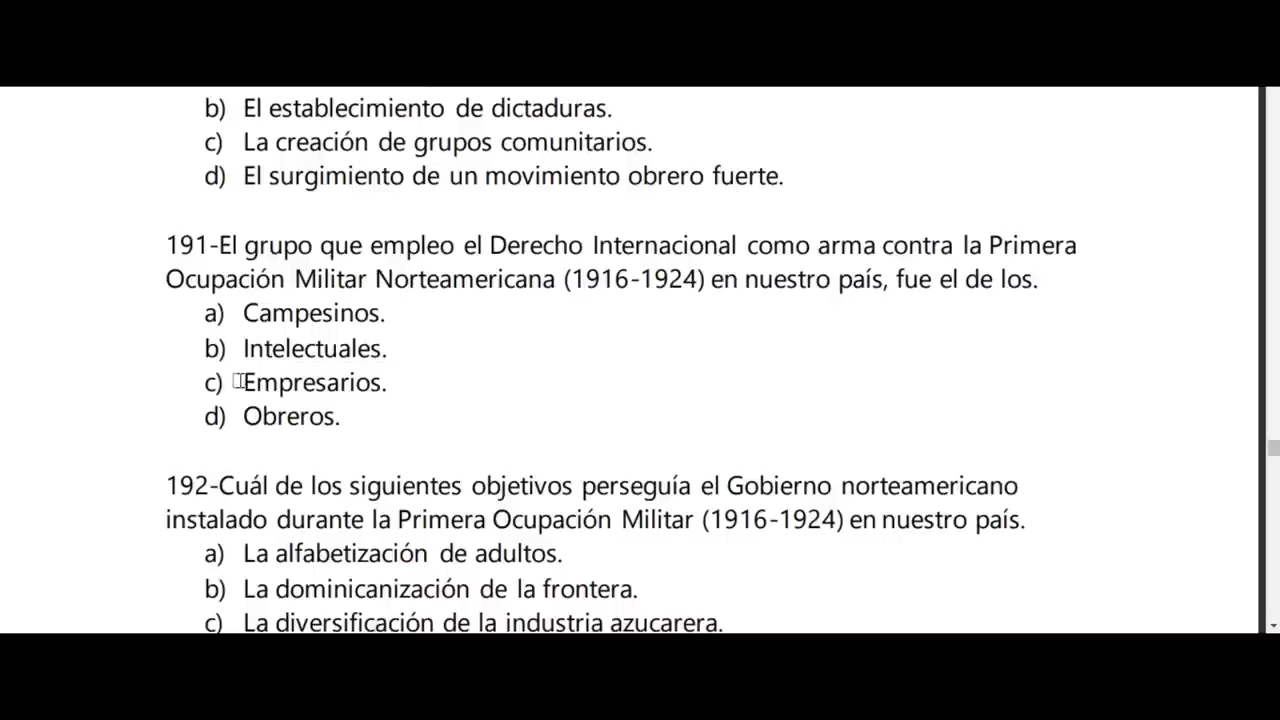 b) El establecimiento de dictaduras.
c) La creación de grupos comunitarios.
d) El surgimiento de un movimiento obrero fuerte.
191-El grupo que empleo el Derecho Internacional como arma contra la Primera
Ocupación Militar Norteamericana (1916-1924) en nuestro país, fue el de los.
a) Campesinos.
b) Intelectuales.
c) Empresarios.
d) Obreros.
192-Cuál de los siguientes objetivos perseguía el Gobierno norteamericano
instalado durante la Primera Ocupación Militar (1916-1924) en nuestro país.
a) La alfabetización de adultos.
b) La dominicanización de la frontera.
c) La diversificación de la industria azucarera.